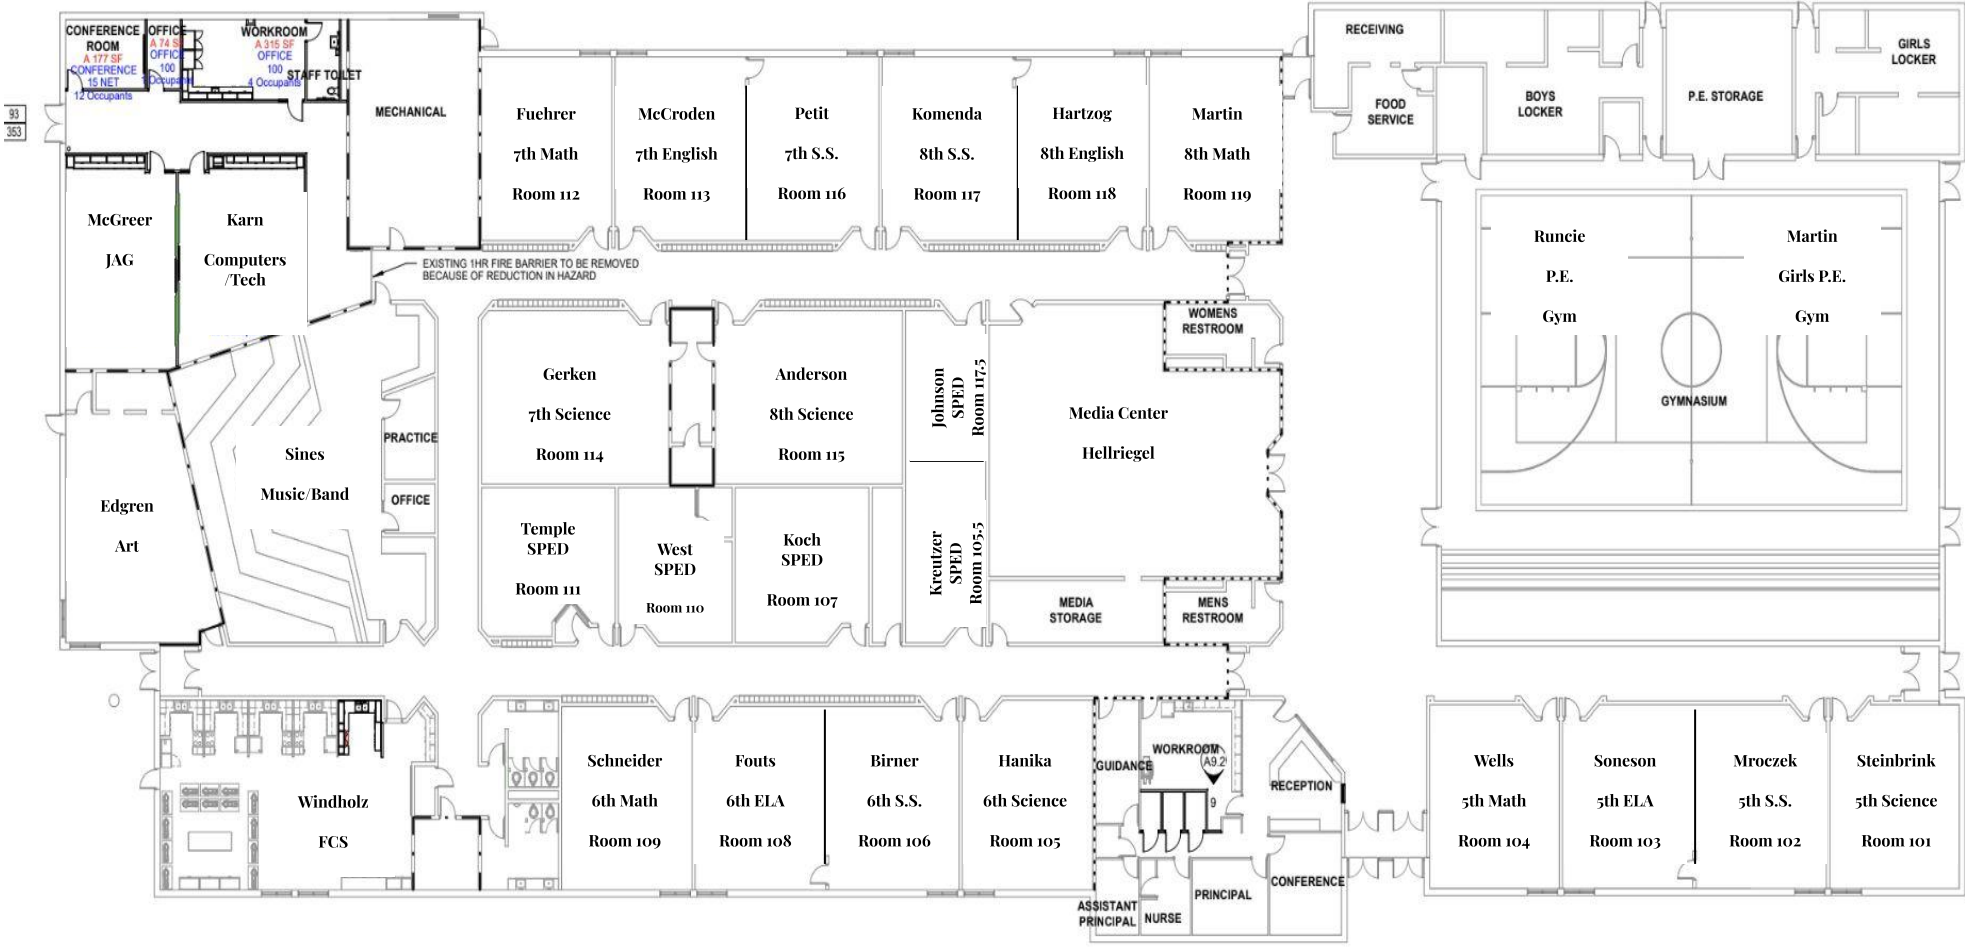 CONFERENCE
ROOM
A 177 SF
CONFERENCE
15 NET
12 Occupants
OFFICE
A 74 SF
OFFICE
100
Occupants
WORKROOM
A 315 SF
OFFICE
100
4 Occupants
STAFF TOILET
93
353
MECHANICAL
McGreer
JAG
Karn
Computers
/Tech
Fuehrer
7th Math
Room 112
McCroden
7th English
Room 113
Petit
7th S.S.
Room 116
Komenda
8th S.S.
Room 117
Hartzog
8th English
Room 118
Martin
8th Math
Room 119
RECEIVING
FOOD
SERVICE
BOYS
LOCKER
P.E. STORAGE
GIRLS
LOCKER
EXISTING 1HR FIRE BARRIER TO BE REMOVED
BECAUSE OF REDUCTION IN HAZARD
Runcie
P.E.
Gym
Martin
Girls P.E.
Gym
GYMNASIUM
Gerken
7th Science
Room 114
Anderson
8th Science
Room 115
Johnson
SPED
Room 117.5
Media Center
Hellriegel
WOMENS
RESTROOM
Sines
Music/Band
PRACTICE
OFFICE
Edgren
Art
Temple
SPED
Room 111
West
SPED
Room 110
Koch
SPED
Room 107
Kreutzer
SPED
Room 105.5
MEDIA
STORAGE
MENS
RESTROOM
Windholz
FCS
Schneider
6th Math
Room 109
Fouts
6th ELA
Room 108
Birner
6th S.S.
Room 106
Hanika
6th Science
Room 105
GUIDANCE
WORKROOM
A9.2
9
RECEPTION
CONFERENCE
PRINCIPAL
NURSE
ASSISTANT
PRINCIPAL
Wells
5th Math
Room 104
Soneson
5th ELA
Room 103
Mroczek
5th S.S.
Room 102
Steinbrink
5th Science
Room 101